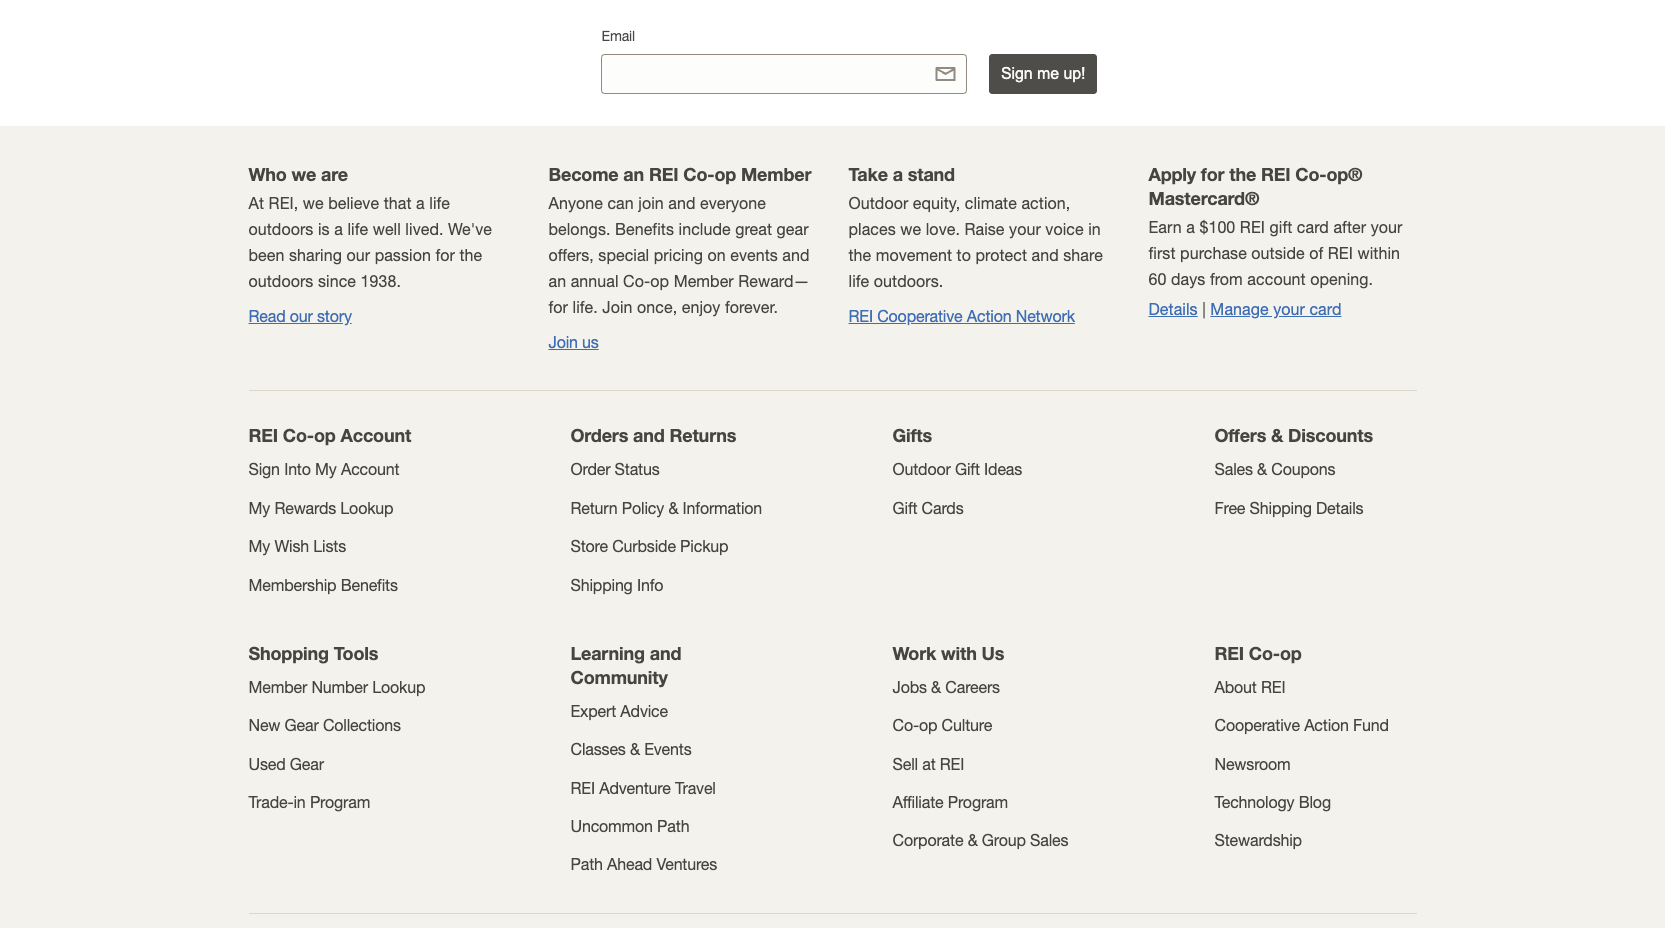 Email
Sign me up!
Who we are
At REI, we believe that a life
outdoors is a life well lived. We've
been sharing our passion for the
outdoors since 1938.
Read our story
Become an REI Co-op Member
Anyone can join and everyone
belongs. Benefits include great gear
offers, special pricing on events and
an annual Co-op Member Reward—
for life. Join once, enjoy forever.
Join us
Take a stand
Outdoor equity, climate action,
places we love. Raise your voice in
the movement to protect and share
life outdoors.
REI Cooperative Action Network
Apply for the REI Co-op®
Mastercard®
Earn a $100 REI gift card after your
first purchase outside of REI within
60 days from account opening.
Details | Manage your card
REI Co-op Account
Sign Into My Account
My Rewards Lookup
My Wish Lists
Membership Benefits
Orders and Returns
Order Status
Return Policy & Information
Store Curbside Pickup
Shipping Info
Gifts
Outdoor Gift Ideas
Gift Cards
Offers & Discounts
Sales & Coupons
Free Shipping Details
Shopping Tools
Member Number Lookup
New Gear Collections
Used Gear
Trade-in Program
Learning and
Community
Expert Advice
Classes & Events
REI Adventure Travel
Uncommon Path
Path Ahead Ventures
Work with Us
Jobs & Careers
Co-op Culture
Sell at REI
Affiliate Program
Corporate & Group Sales
REI Co-op
About REI
Cooperative Action Fund
Newsroom
Technology Blog
Stewardship